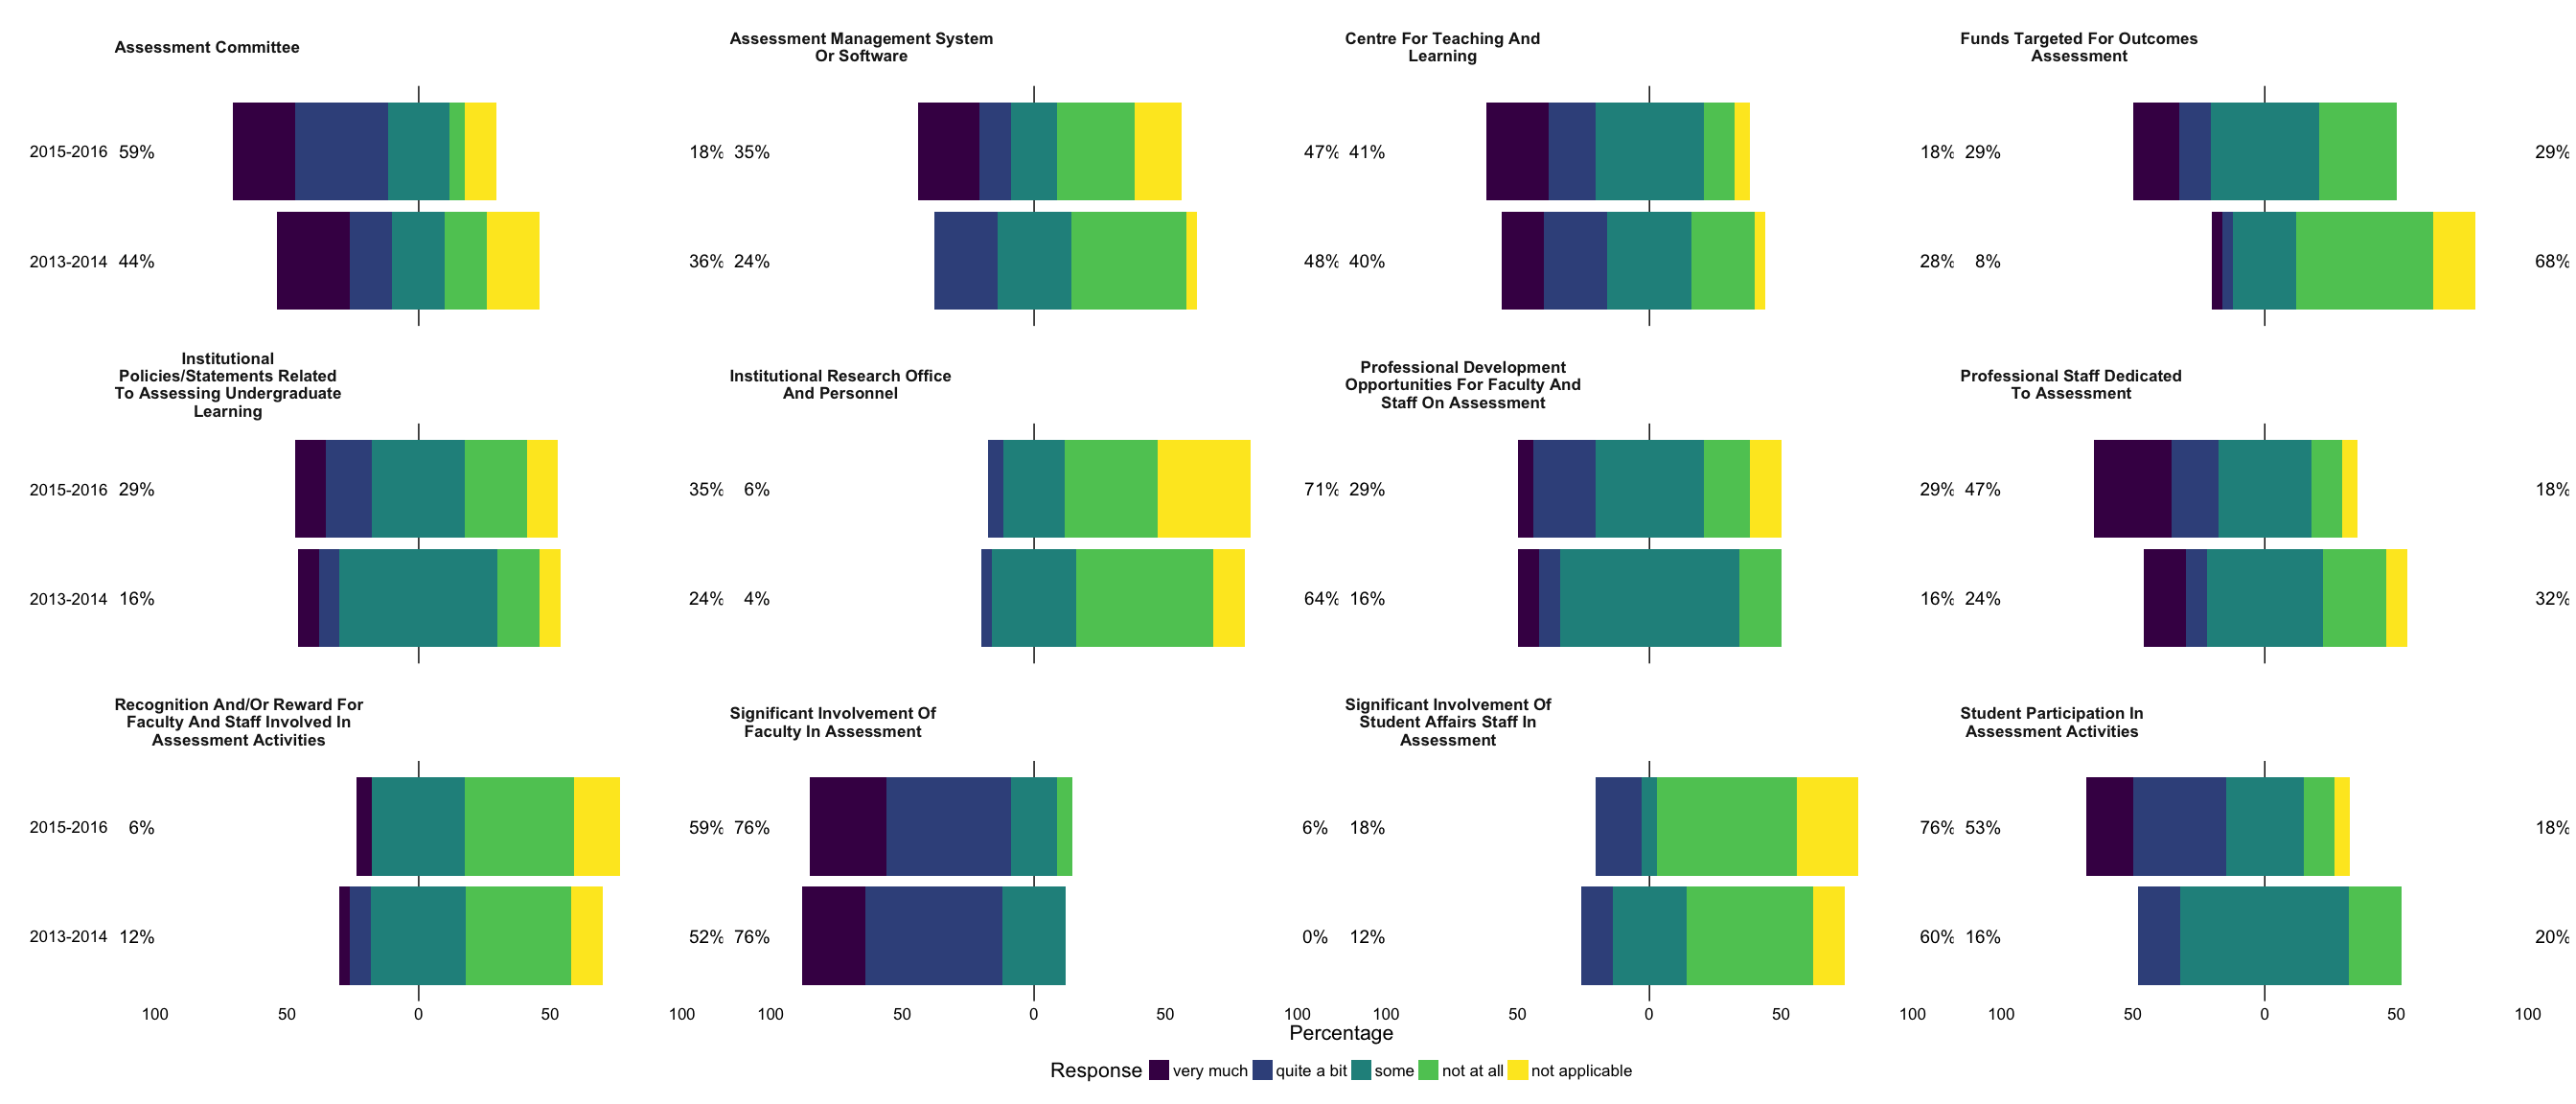 Assessment Committee
Assessment Management System
Or Software
Centre For Teaching And
Learning
Funds Targeted For Outcomes
Assessment
2015-2016 59% 18% 35% 47% 41% 18% 29% 29%
2013-2014 44% 36% 24% 48% 40% 28% 8% 68%
Institutional
Policies/Statements Related
To Assessing Undergraduate
Learning
Institutional Research Office
And Personnel
Professional Development
Opportunities For Faculty And
Staff On Assessment
Professional Staff Dedicated
To Assessment
2015-2016 29% 35% 6% 71% 29% 29% 47% 18%
2013-2014 16% 24% 4% 64% 16% 16% 24% 32%
Recognition And/Or Reward For
Faculty And Staff Involved In
Assessment Activities
Significant Involvement Of
Faculty In Assessment
Significant Involvement Of
Student Affairs Staff In
Assessment
Student Participation In
Assessment Activities
2015-2016 6% 59% 76% 6% 18% 76% 53% 18%
2013-2014 12% 52% 76% 0% 12% 60% 16% 20%
100 50 0 50 100 100 50 0 50 100 100 50 0 50 100 100 50 0 50 100
Percentage
Response very much quite a bit some not at all not applicable